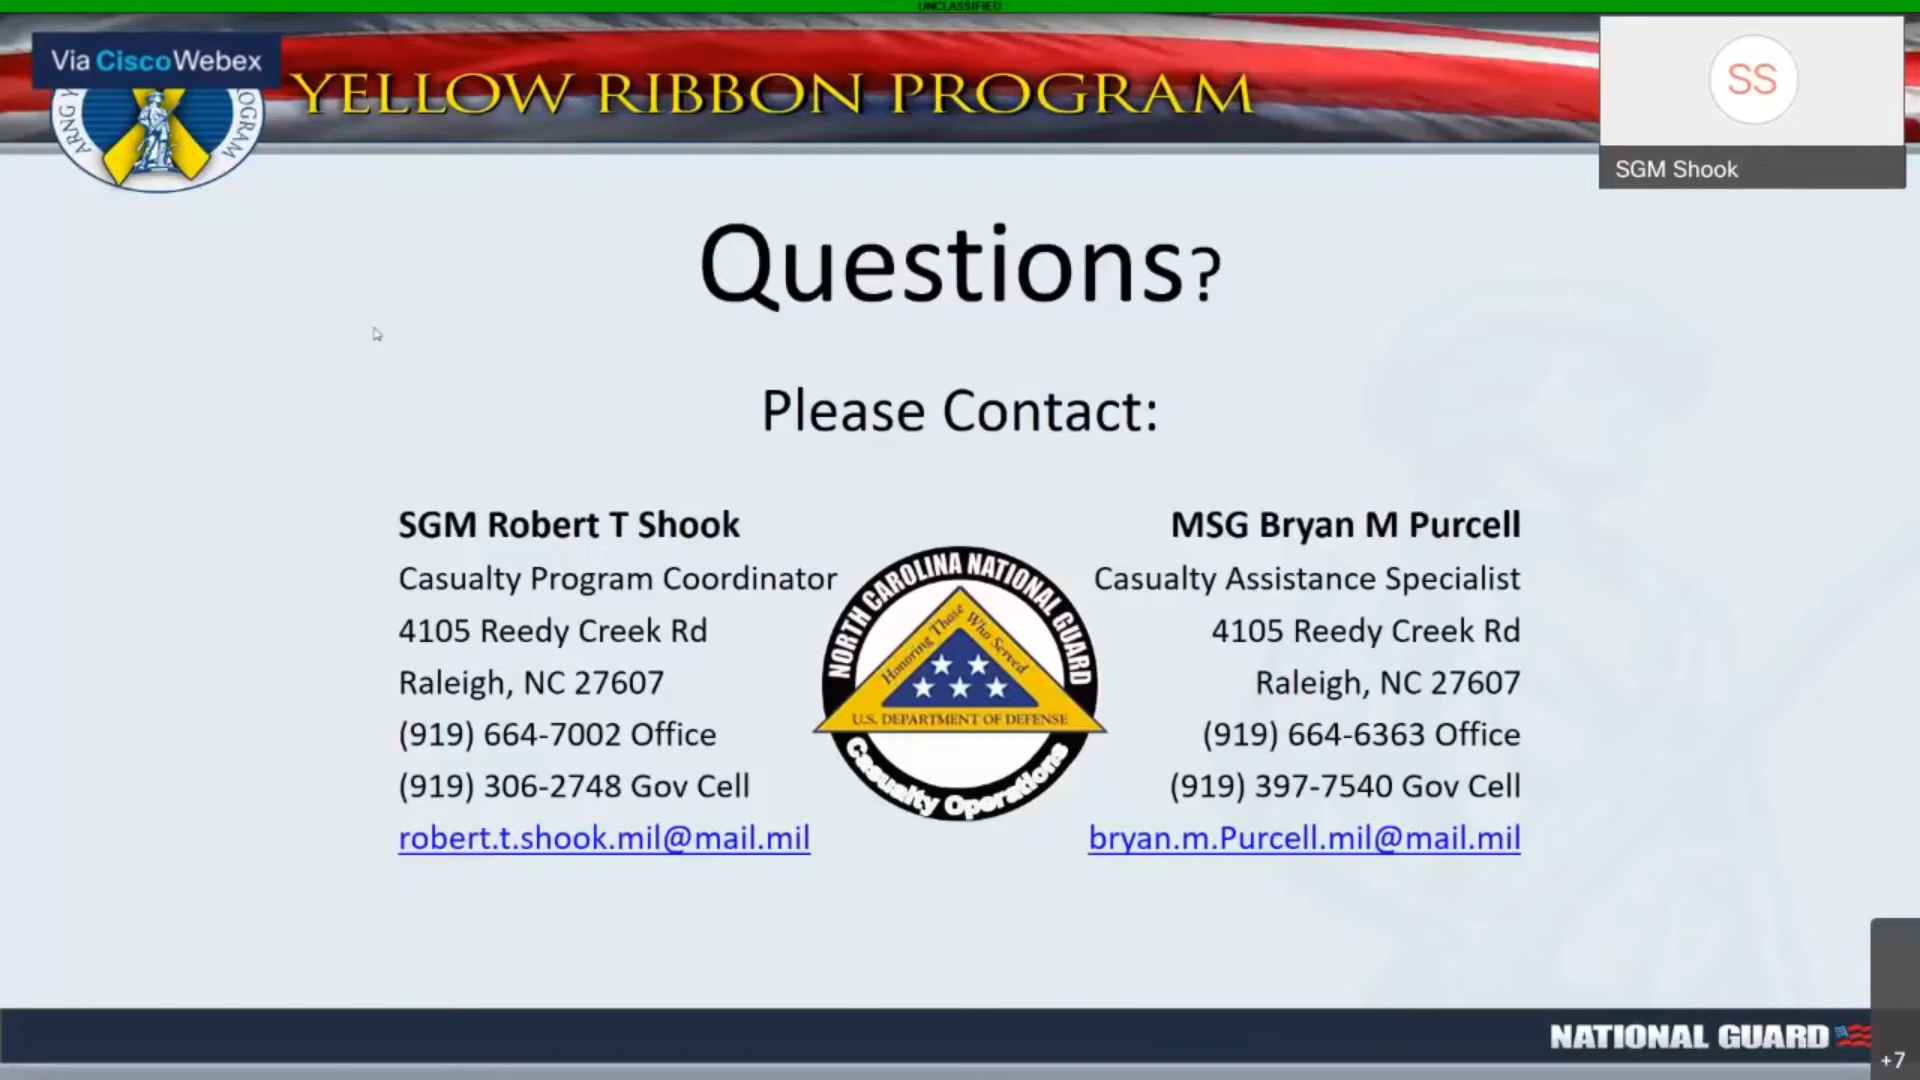 UNCLASSIFIED
Via CiscoWebex
YELLOW RIBBON PROGRAM
SS
SGM Shook
ARNG Y
OGRAM
Questions?
Please Contact:
SGM Robert T Shook
Casualty Program Coordinator
4105 Reedy Creek Rd
Raleigh, NC 27607
(919) 664-7002 Office
(919) 306-2748 Gov Cell
robert.t.shook.mil@mail.mil
NORTH CAROLINA NATIONAL GUARD
Honoring Those Who Served
U.S. DEPARTMENT OF DEFENSE
Casualty Operations
MSG Bryan M Purcell
Casualty Assistance Specialist
4105 Reedy Creek Rd
Raleigh, NC 27607
(919) 664-6363 Office
(919) 397-7540 Gov Cell
bryan.m.Purcell.mil@mail.mil
NATIONAL GUARD
+7